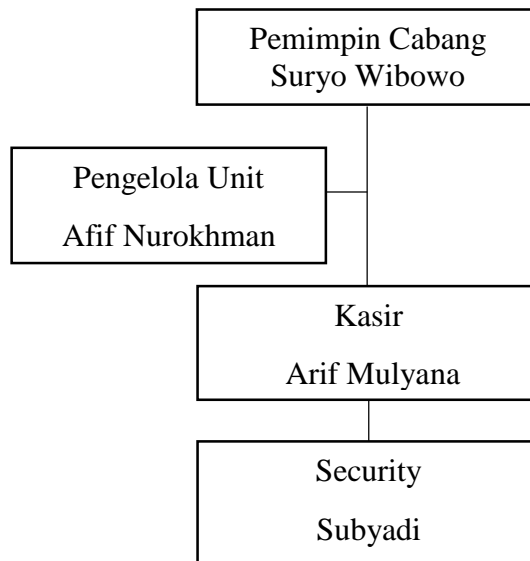 Pemimpin Cabang
Suryo Wibowo
Pengelola Unit
Afif Nurokhman
Kasir
Arif Mulyana
Security
Subyadi